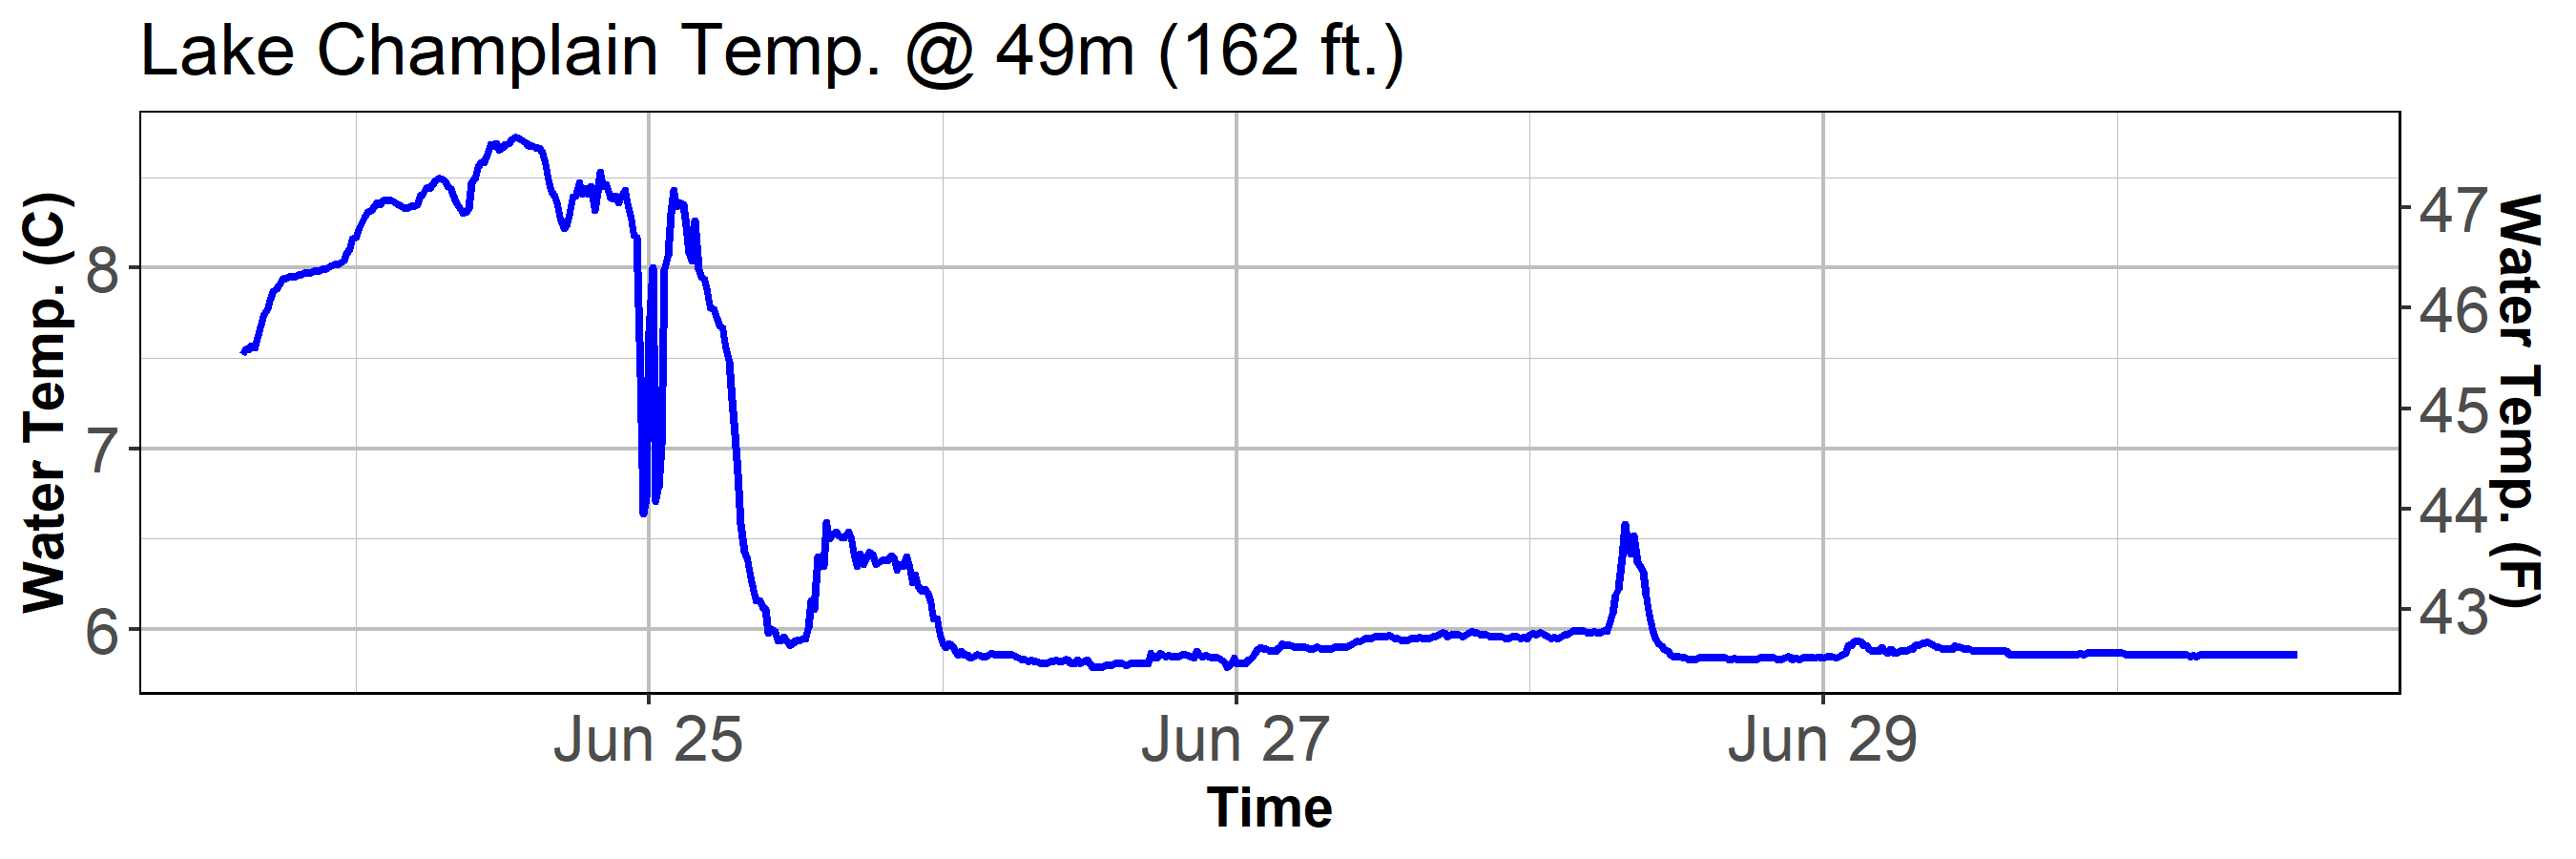 Lake Champlain Temp. @ 49m (162 ft.)
Water Temp. (C)
8
7
6
47
46
45
44
43
Water Temp. (F)
Jun 25
Jun 27
Jun 29
Time